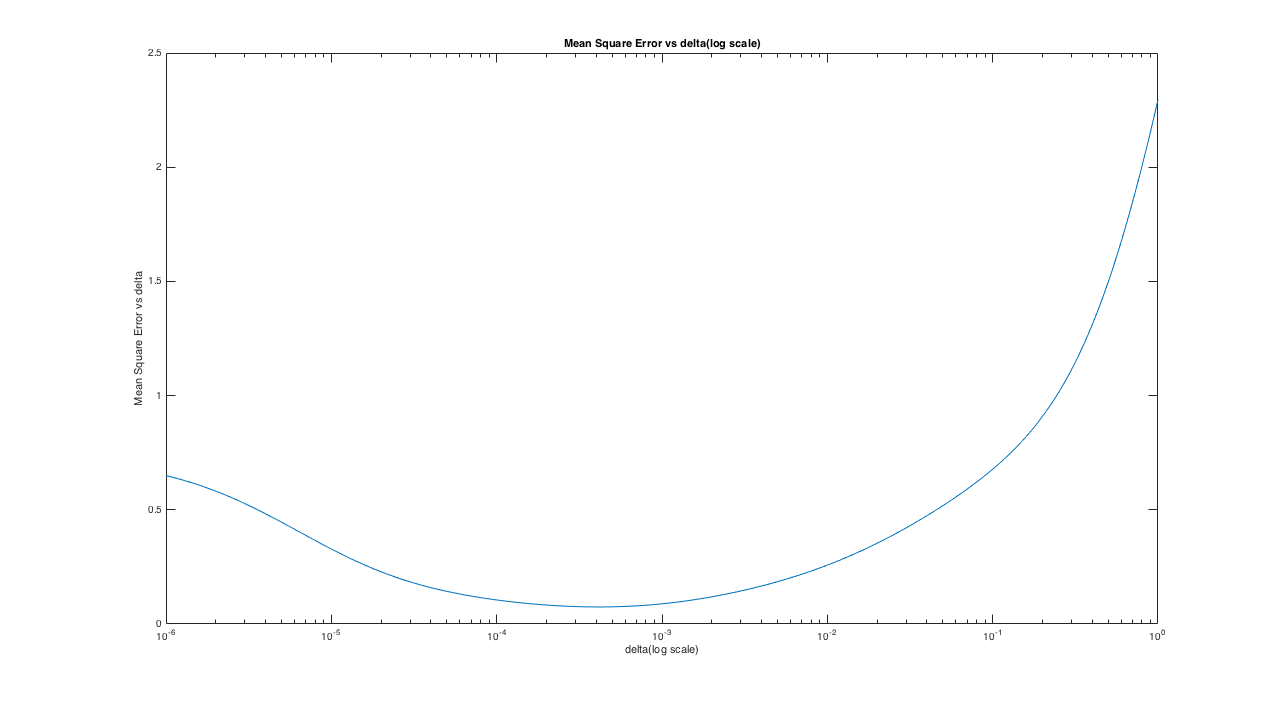 Mean Square Error vs delta(log scale)
2.5
2
1.5
1
0.5
0
Mean Square Error vs delta
10^-6 10^-5 10^-4 10^-3 10^-2 10^-1 10^0
delta(log scale)